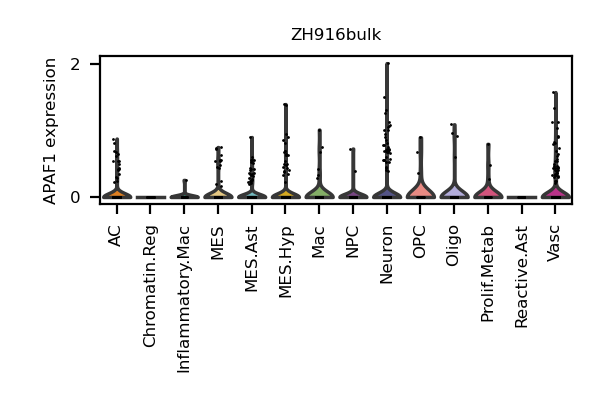 ZH916bulk
APAF1 expression
2
0
AC
Chromatin.Reg
Inflammatory.Mac
MES
MES.Ast
MES.Hyp
Mac
NPC
Neuron
OPC
Oligo
Prolif.Metab
Reactive.Ast
Vasc